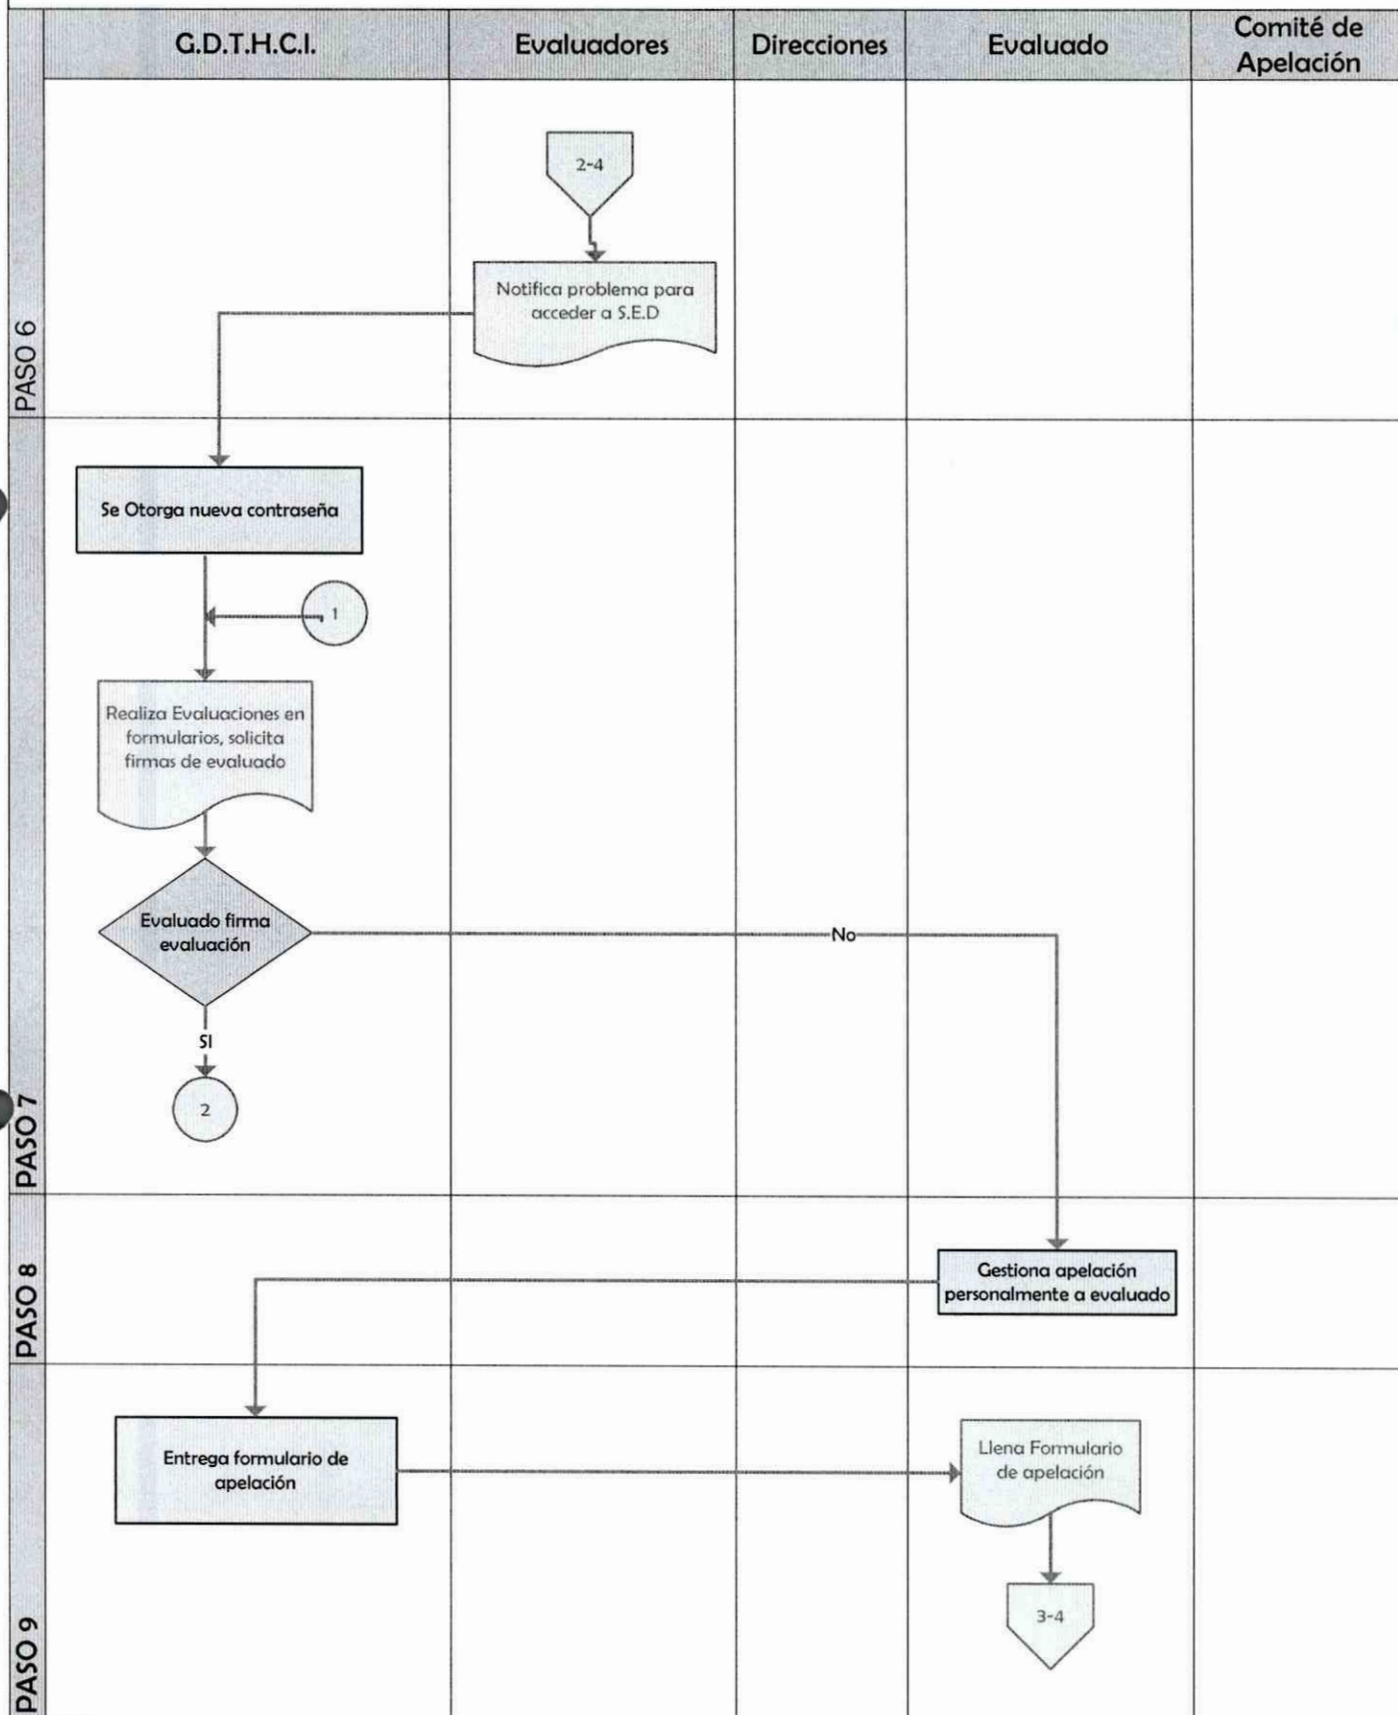 G.D.T.H.C.I.
Evaluadores
Direcciones
Evaluado
Comité de
Apelación
PASO 6
2-4
Notifica problema para
acceder a S.E.D
PASO 7
Se Otorga nueva contraseña
1
Realiza Evaluaciones en
formularios, solicita
firmas de evaluado
Evaluado firma
evaluación
No
SI
2
PASO 8
Gestiona apelación
personalmente a evaluado
PASO 9
Entrega formulario de
apelación
Llena Formulario
de apelación
3-4